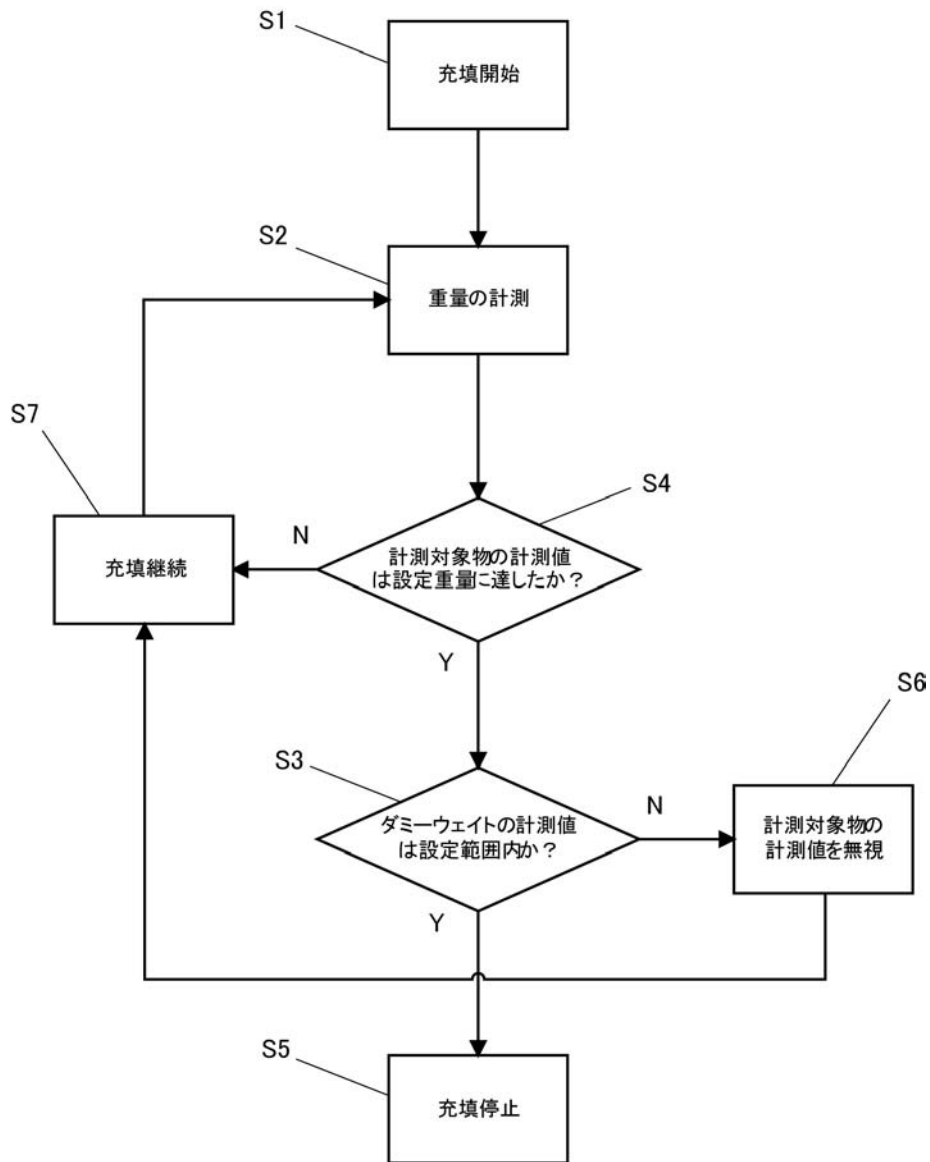 S1
充填開始
S2
重量の計測
S7
充填継続
N
S4
計測対象物の計測値
は設定重量に達したか？
Y
S3
ダミーウェイトの計測値
は設定範囲内か？
N
S6
計測対象物の
計測値を無視
Y
S5
充填停止